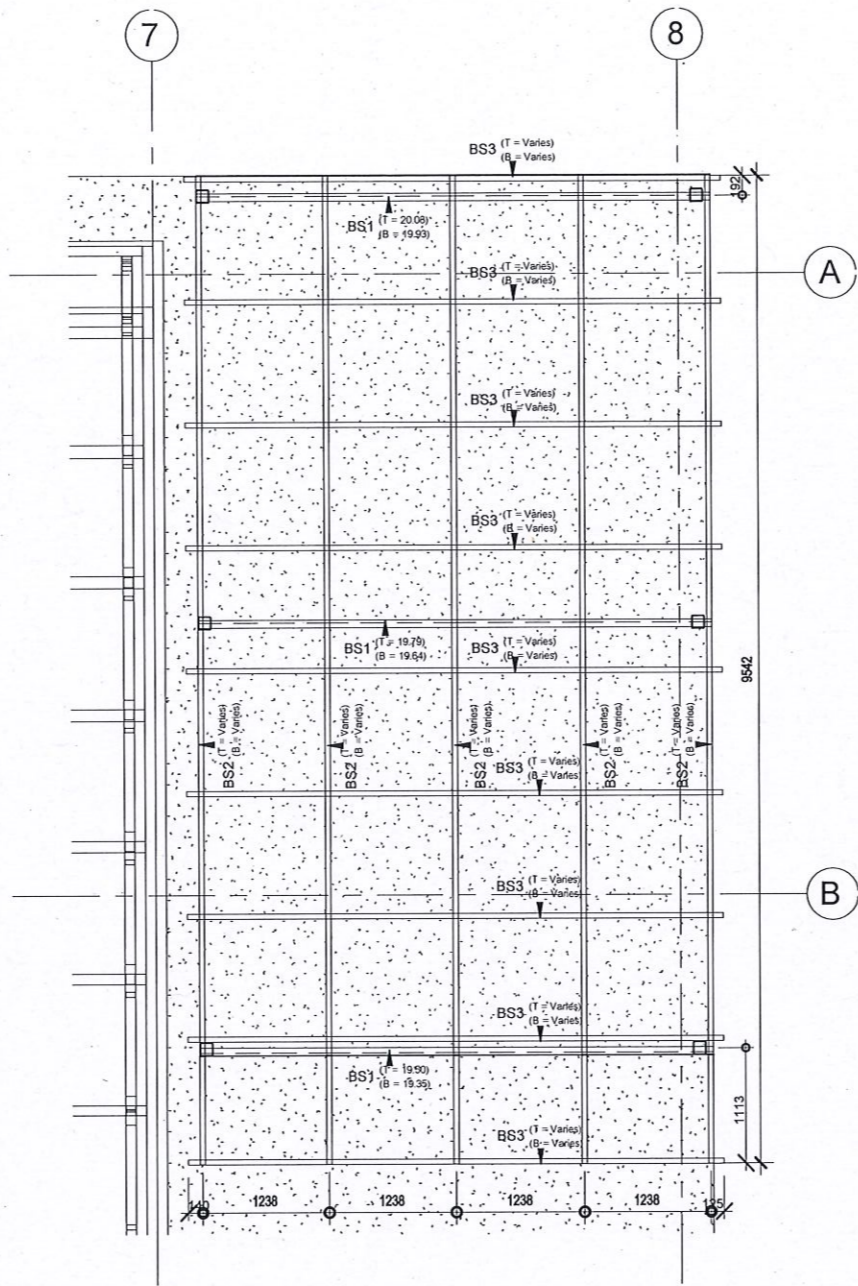 7
8
BS3 (T = Varies)
(B = Varies)
192
BS1 (T = 20.08)
(B = 19.93)
A
BS3 (T = Varies)
(B = Varies)
BS3 (T = Varies)
(B = Varies)
BS3 (T = Varies)
(B = Varies)
BS1 (T = 19.79)
(B = 19.64)
BS3 (T = Varies)
(B = Varies)
9542
BS2 (T = Varies)
(B = Varies)
BS2 (T = Varies)
(B = Varies)
BS2 (T = Varies)
(B = Varies)
BS2 (T = Varies)
(B = Varies)
BS2 (T = Varies)
(B = Varies)
BS3 (T = Varies)
(B = Varies)
BS3 (T = Varies)
(B = Varies)
B
BS3 (T = Varies)
(B = Varies)
BS1 (T = 19.50)
(B = 19.35)
1113
BS3 (T = Varies)
(B = Varies)
140
1238
1238
1238
1238
125